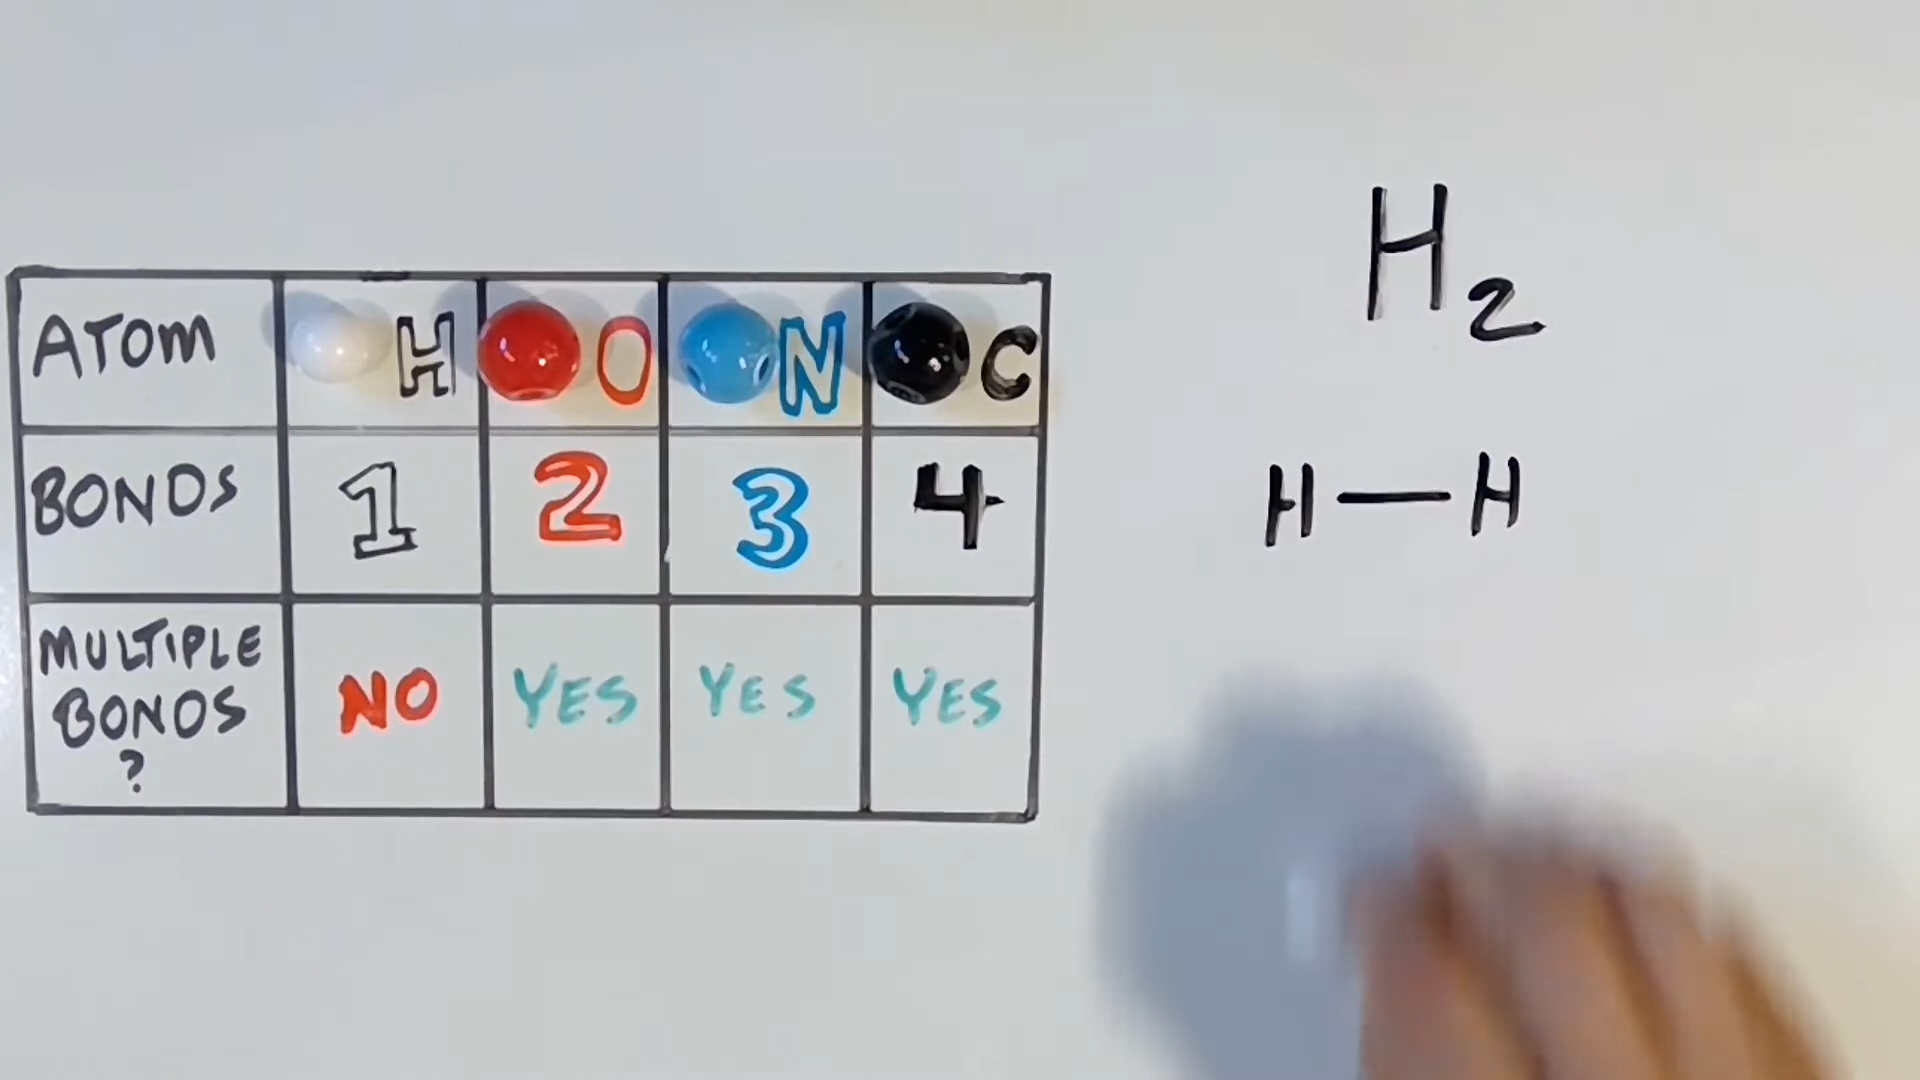 ATOM H O N C
BONDS 1 2 3 4
MULTIPLE
BONDS
?
NO YES YES YES
H2
H — H